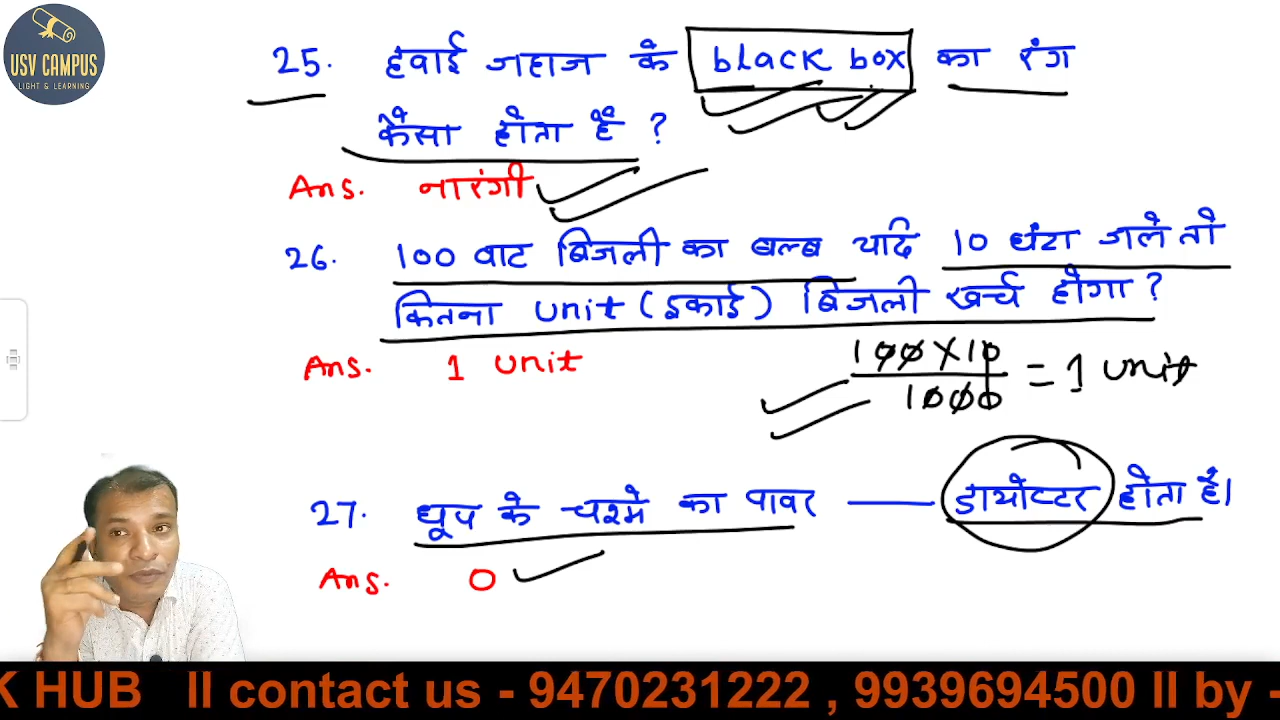 USV CAMPUS
LIGHT & LEARNING
25. हवाई जहाज के black box का रंग
कैसा होता है ?
Ans. नारंगी
26. 100 वाट बिजली का बल्ब यदि 10 घंटा जले तो
कितना unit (इकाई) बिजली खर्च होगा ?
Ans. 1 unit
100 X 10
1000
= 1 unit
27. धूप के चश्मे का पावर —— डायोप्टर होता है।
Ans. 0
K HUB II contact us - 9470231222 , 9939694500 II by -